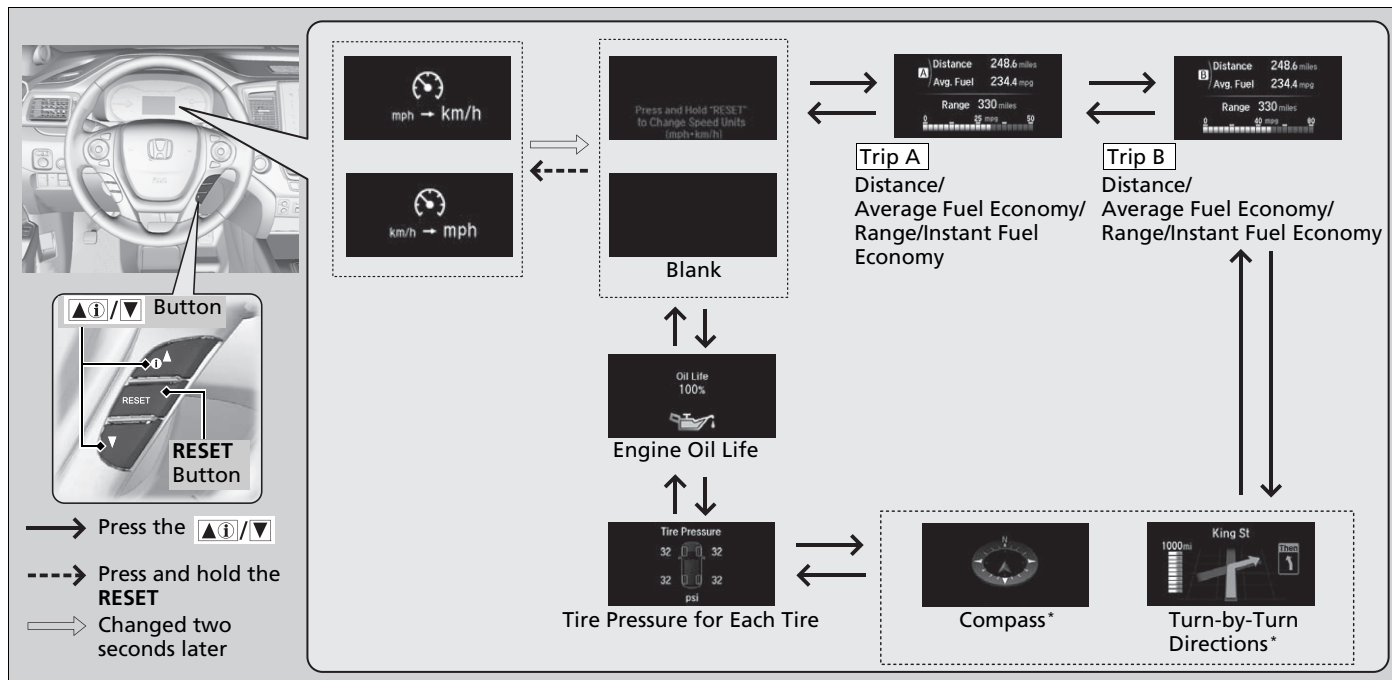 mph → km/h
km/h → mph
Press and Hold "RESET"
to Change Speed Units
(mph•km/h)
Blank
A Distance 248.6 miles
Avg. Fuel 234.4 mpg
Range 330 miles
0 25 mpg 50
Trip A
Distance/
Average Fuel Economy/
Range/Instant Fuel
Economy
B Distance 248.6 miles
Avg. Fuel 234.4 mpg
Range 330 miles
0 40 mpg 80
Trip B
Distance/
Average Fuel Economy/
Range/Instant Fuel Economy
▲ⓘ/▼ Button
ⓘ▲
RESET
▼
RESET
Button
Press the ▲ⓘ/▼
Press and hold the
RESET
Changed two
seconds later
Oil Life
100%
Engine Oil Life
Tire Pressure
32 32
32 32
psi
Tire Pressure for Each Tire
N
Compass*
King St
1000mi
Then
Turn-by-Turn
Directions*